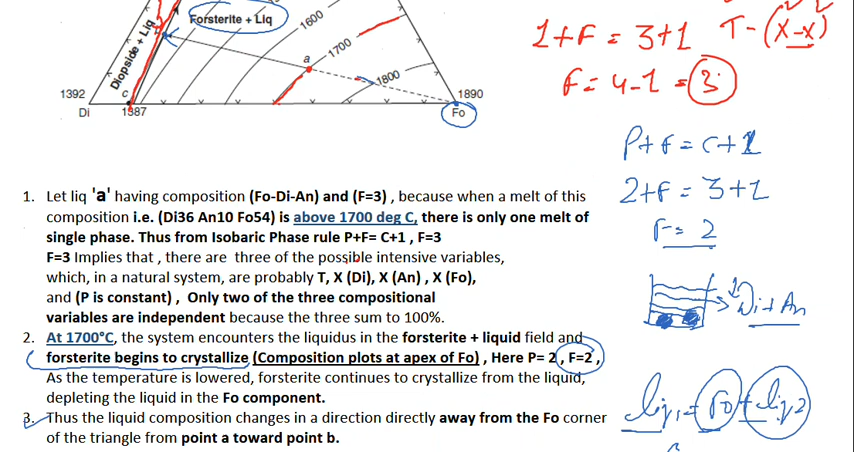 Diopside + Liq
Forsterite + Liq
1600
1700
a
1800
1392
c
1890
Di
1387
Fo
1+F = 3+1
F = 4-1 = 3
T - (X-X)
P+F = C+1
2+F = 3+1
F = 2
Di + An
liq1 = Fo + liq2
1. Let liq 'a' having composition (Fo-Di-An) and (F=3) , because when a melt of this
composition i.e. (Di36 An10 Fo54) is above 1700 deg C, there is only one melt of
single phase. Thus from Isobaric Phase rule P+F= C+1 , F=3
F=3 Implies that , there are three of the possible intensive variables,
which, in a natural system, are probably T, X (Di), X (An) , X (Fo),
and (P is constant) , Only two of the three compositional
variables are independent because the three sum to 100%.
2. At 1700°C, the system encounters the liquidus in the forsterite + liquid field and
forsterite begins to crystallize (Composition plots at apex of Fo) , Here P= 2 , F=2 ,
As the temperature is lowered, forsterite continues to crystallize from the liquid,
depleting the liquid in the Fo component.
3. Thus the liquid composition changes in a direction directly away from the Fo corner
of the triangle from point a toward point b.